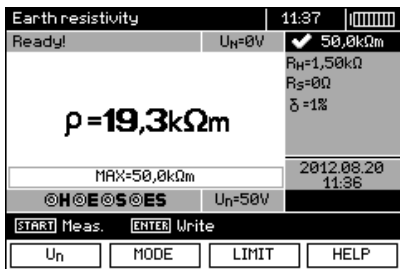 Earth resistivity 11:37
Ready! UN=0V ✔ 50,0kΩm
RH=1,50kΩ
RS=0Ω
δ=1%
ρ=19,3kΩm
MAX=50,0kΩm
2012.08.20
11:36
◎H◎E◎S◎ES Un=50V
START Meas. ENTER Write
Un MODE LIMIT HELP